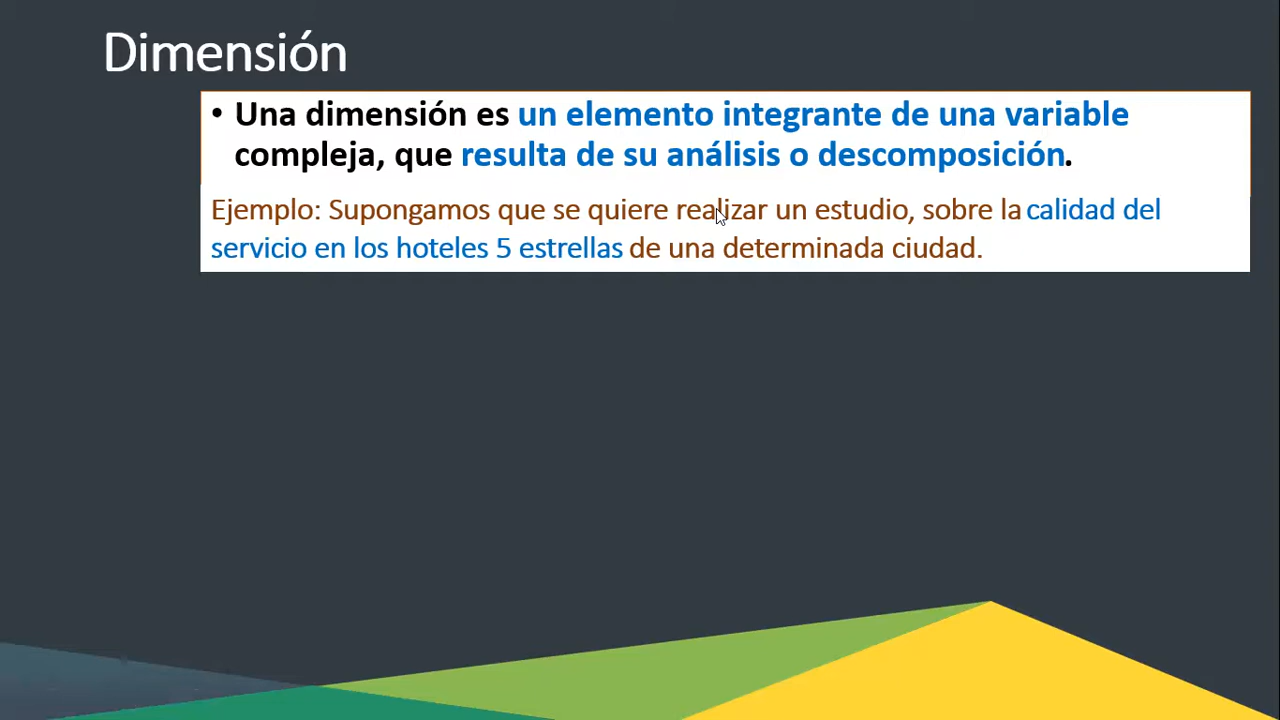 Dimensión
• Una dimensión es un elemento integrante de una variable
compleja, que resulta de su análisis o descomposición.
Ejemplo: Supongamos que se quiere realizar un estudio, sobre la calidad del
servicio en los hoteles 5 estrellas de una determinada ciudad.